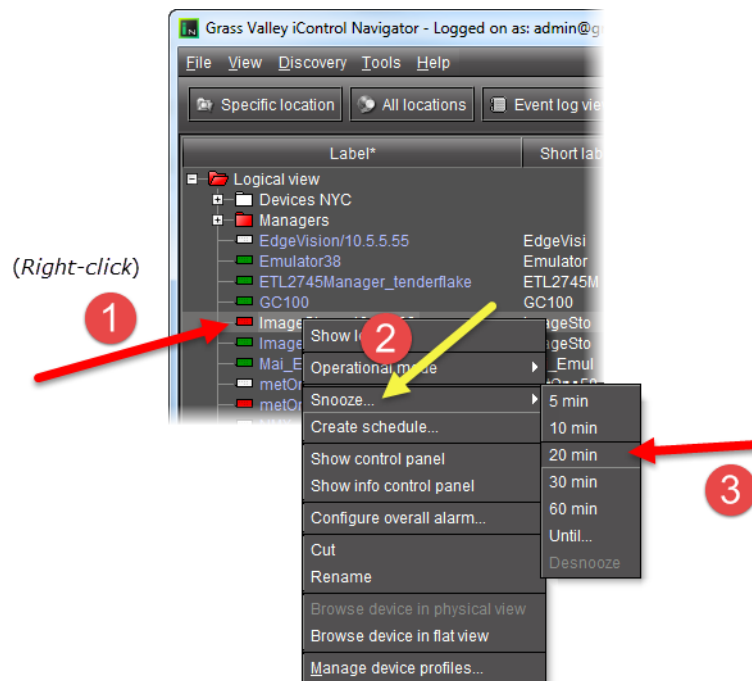 Grass Valley iControl Navigator - Logged on as: admin@g
File View Discovery Tools Help
Specific location All locations Event log vie
Label* Short lab
Logical view
Devices NYC
Managers
(Right-click)
EdgeVision/10.5.5.55 EdgeVisi
Emulator38 Emulator
ETL2745Manager_tenderflake ETL2745M
GC100 GC100
1
2
Show
Operational mode
Snooze...
5 min
Create schedule...
10 min
Show control panel
20 min
Show info control panel
30 min
3
Configure overall alarm...
60 min
Until...
Cut
Desnooze
Rename
Browse device in physical view
Browse device in flat view
Manage device profiles...